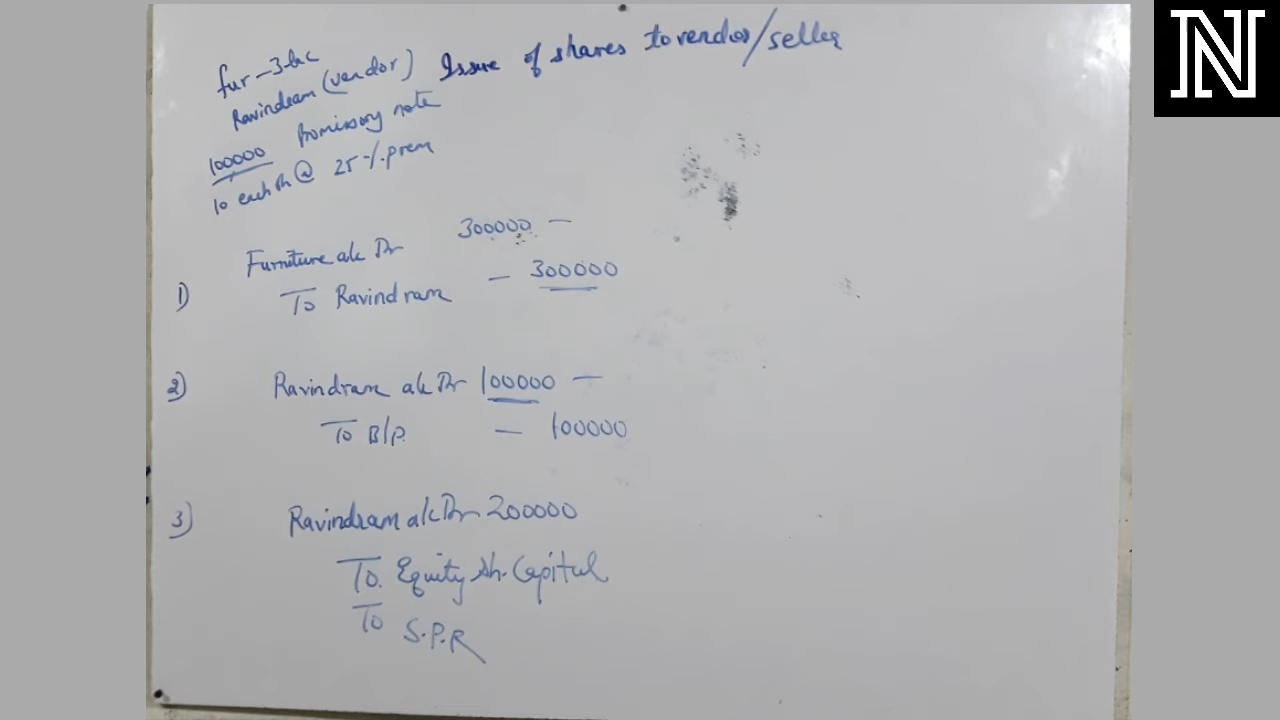 fur - 3 lac
Ravindram (vendor) Issue of shares to vendor/seller
100000 Promissory note
10 each sh @ 25 % prem
Furniture a/c Dr 300000 —
1) To Ravindram — 300000
2) Ravindram a/c Dr 100000 —
To B/P. — 100000
3) Ravindram a/c Dr 200000
To. Equity sh. Capital
To S.P.R
N